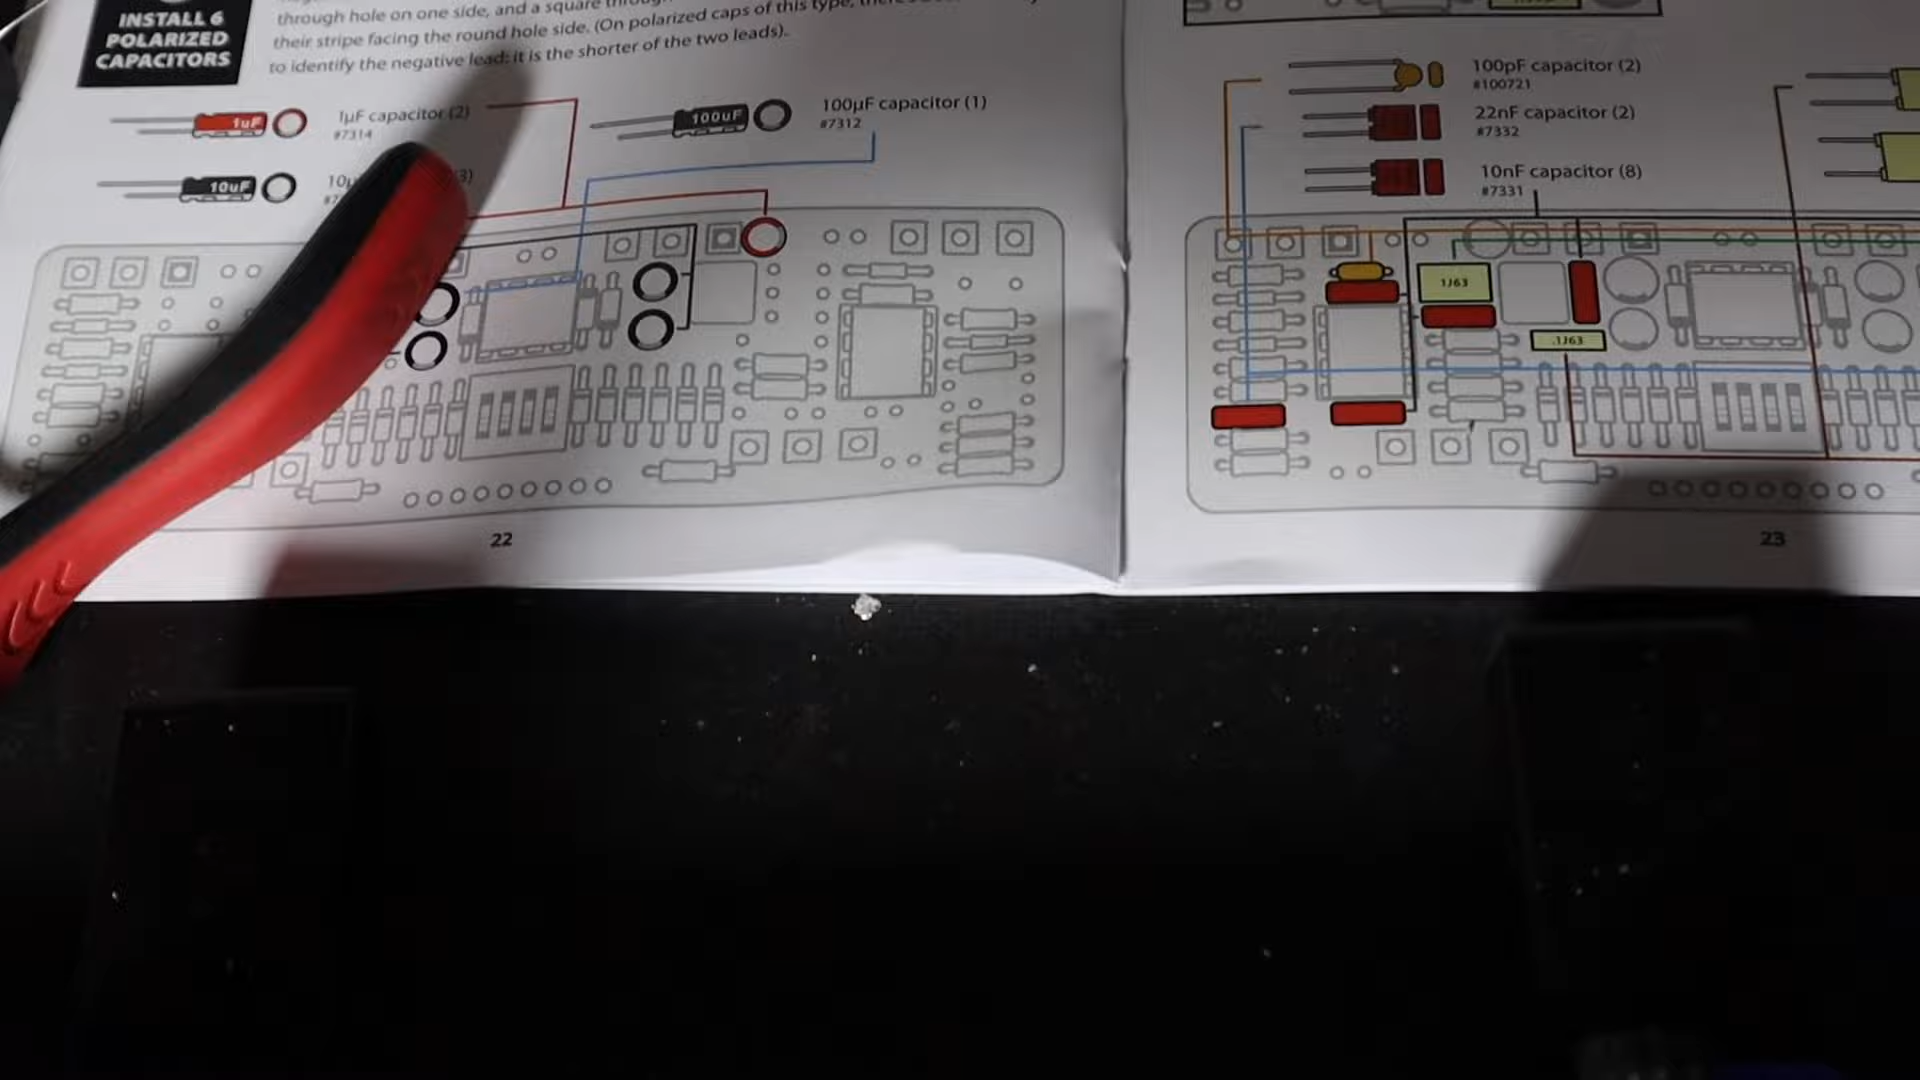 INSTALL 6
POLARIZED
CAPACITORS
through hole on one side, and a square
their stripe facing the round hole side. (On polarized caps of this type,
to identify the negative lead: it is the shorter of the two leads).
1uF
1µF capacitor (2)
#7314
100uF
100µF capacitor (1)
#7312
10uF
22
100pF capacitor (2)
#100721
22nF capacitor (2)
#7332
10nF capacitor (8)
#7331
1J63
.1J63
23